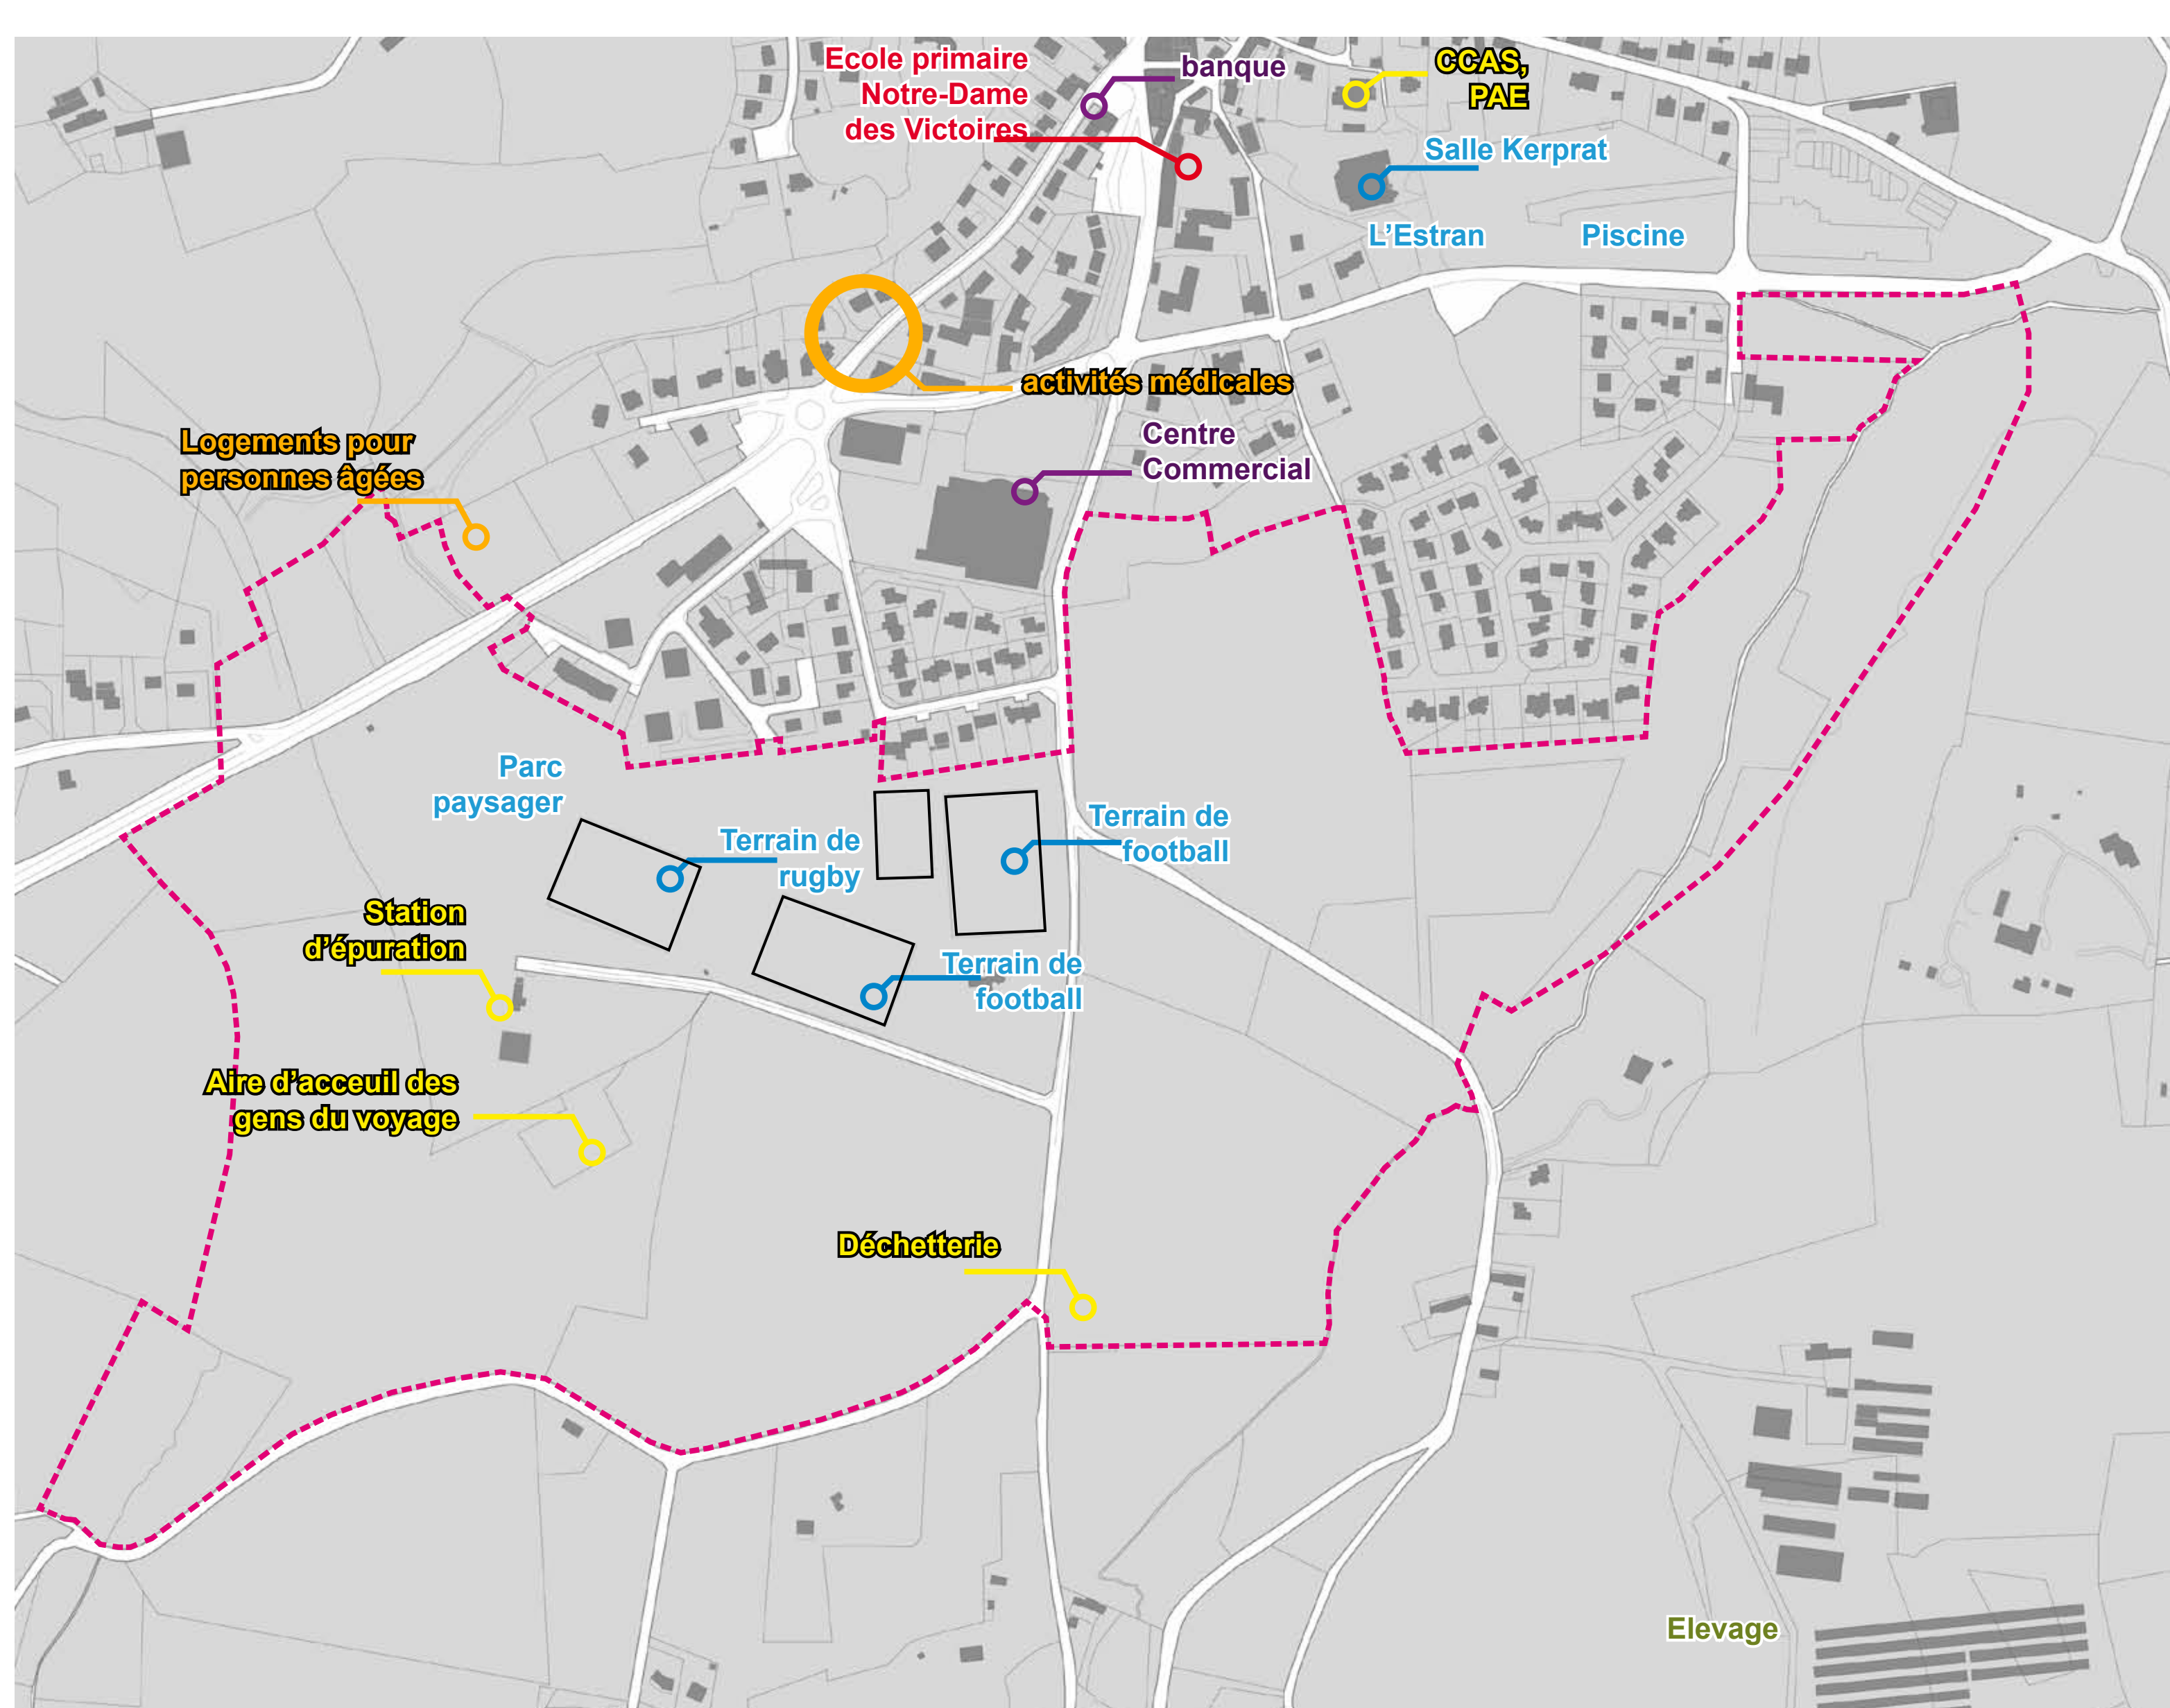 Ecole primaire
Notre-Dame
des Victoires
banque
CCAS,
PAE
Salle Kerprat
L'Estran
Piscine
activités médicales
Centre
Commercial
Logements pour
personnes âgées
Parc
paysager
Terrain de
rugby
Terrain de
football
Station
d'épuration
Terrain de
football
Aire d'acceuil des
gens du voyage
Déchetterie
Elevage